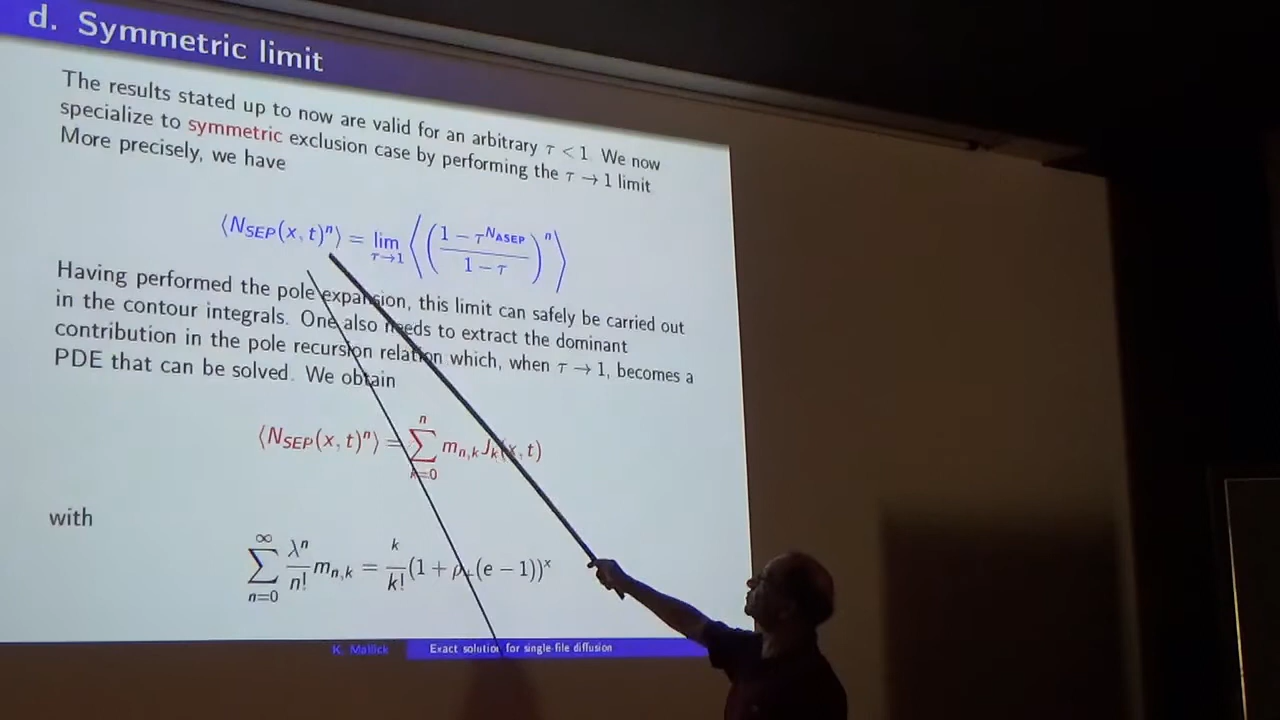 d. Symmetric limit
The results stated up to now are valid for an arbitrary τ < 1. We now
specialize to symmetric exclusion case by performing the τ → 1 limit
More precisely, we have
⟨N_SEP(x, t)^n⟩ = lim_{τ→1} ⟨((1 − τ^{N_ASEP})/(1 − τ))^n⟩
Having performed the pole expansion, this limit can safely be carried out
in the contour integrals. One also needs to extract the dominant
contribution in the pole recursion relation which, when τ → 1, becomes a
PDE that can be solved. We obtain
⟨N_SEP(x, t)^n⟩ = ∑_{k=0}^{n} m_{n,k} J_k(x, t)
with
∑_{n=0}^{∞} λ^n/n! m_{n,k} = k/k! (1 + ρ_+(e − 1))^x
K. Mallick Exact solution for single-file diffusion